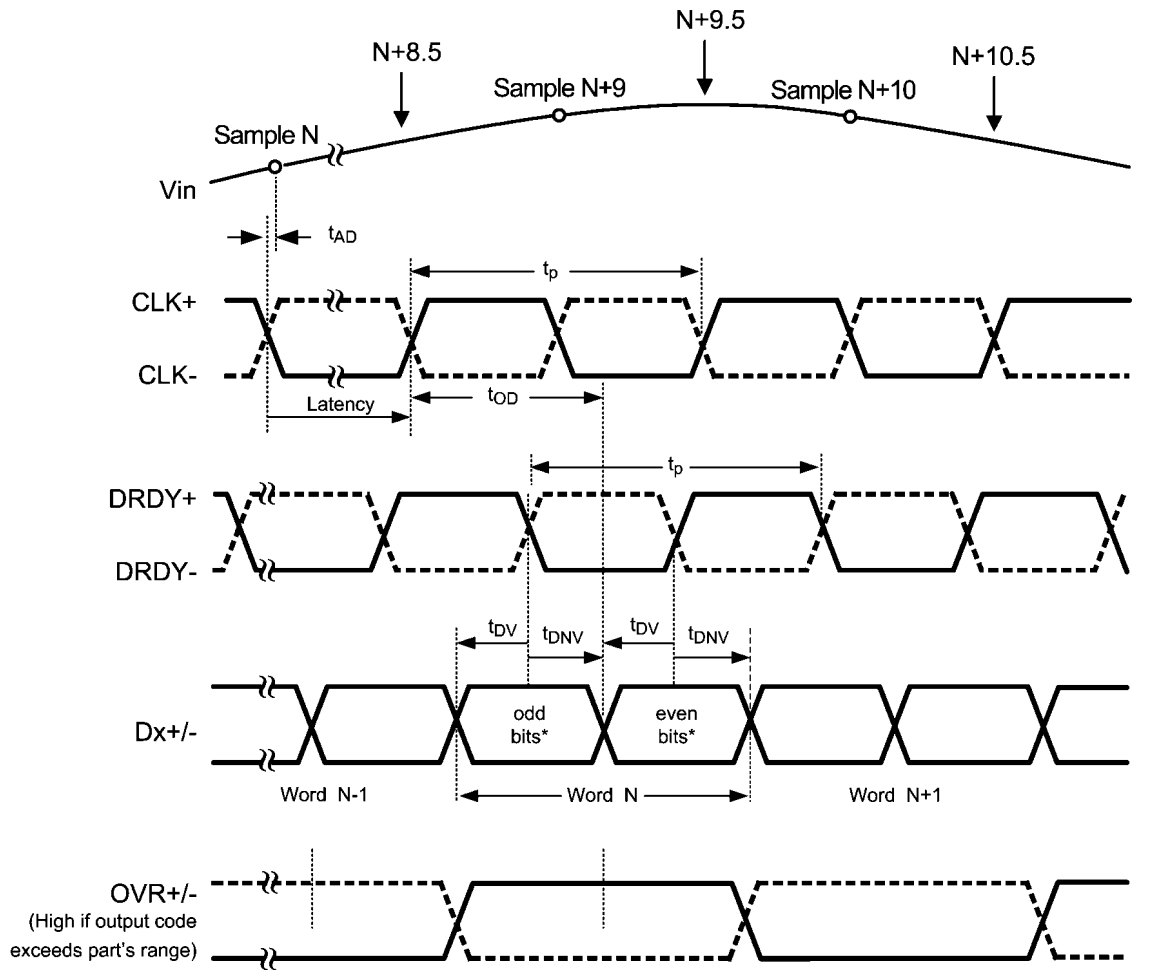 N+9.5
N+8.5
N+10.5
Sample N+9
Sample N+10
Sample N
Vin
tAD
tp
CLK+
CLK-
Latency
tOD
tp
DRDY+
DRDY-
tDV
tDNV
tDV
tDNV
odd
bits*
even
bits*
Dx+/-
Word N-1
Word N
Word N+1
OVR+/-
(High if output code
exceeds part's range)